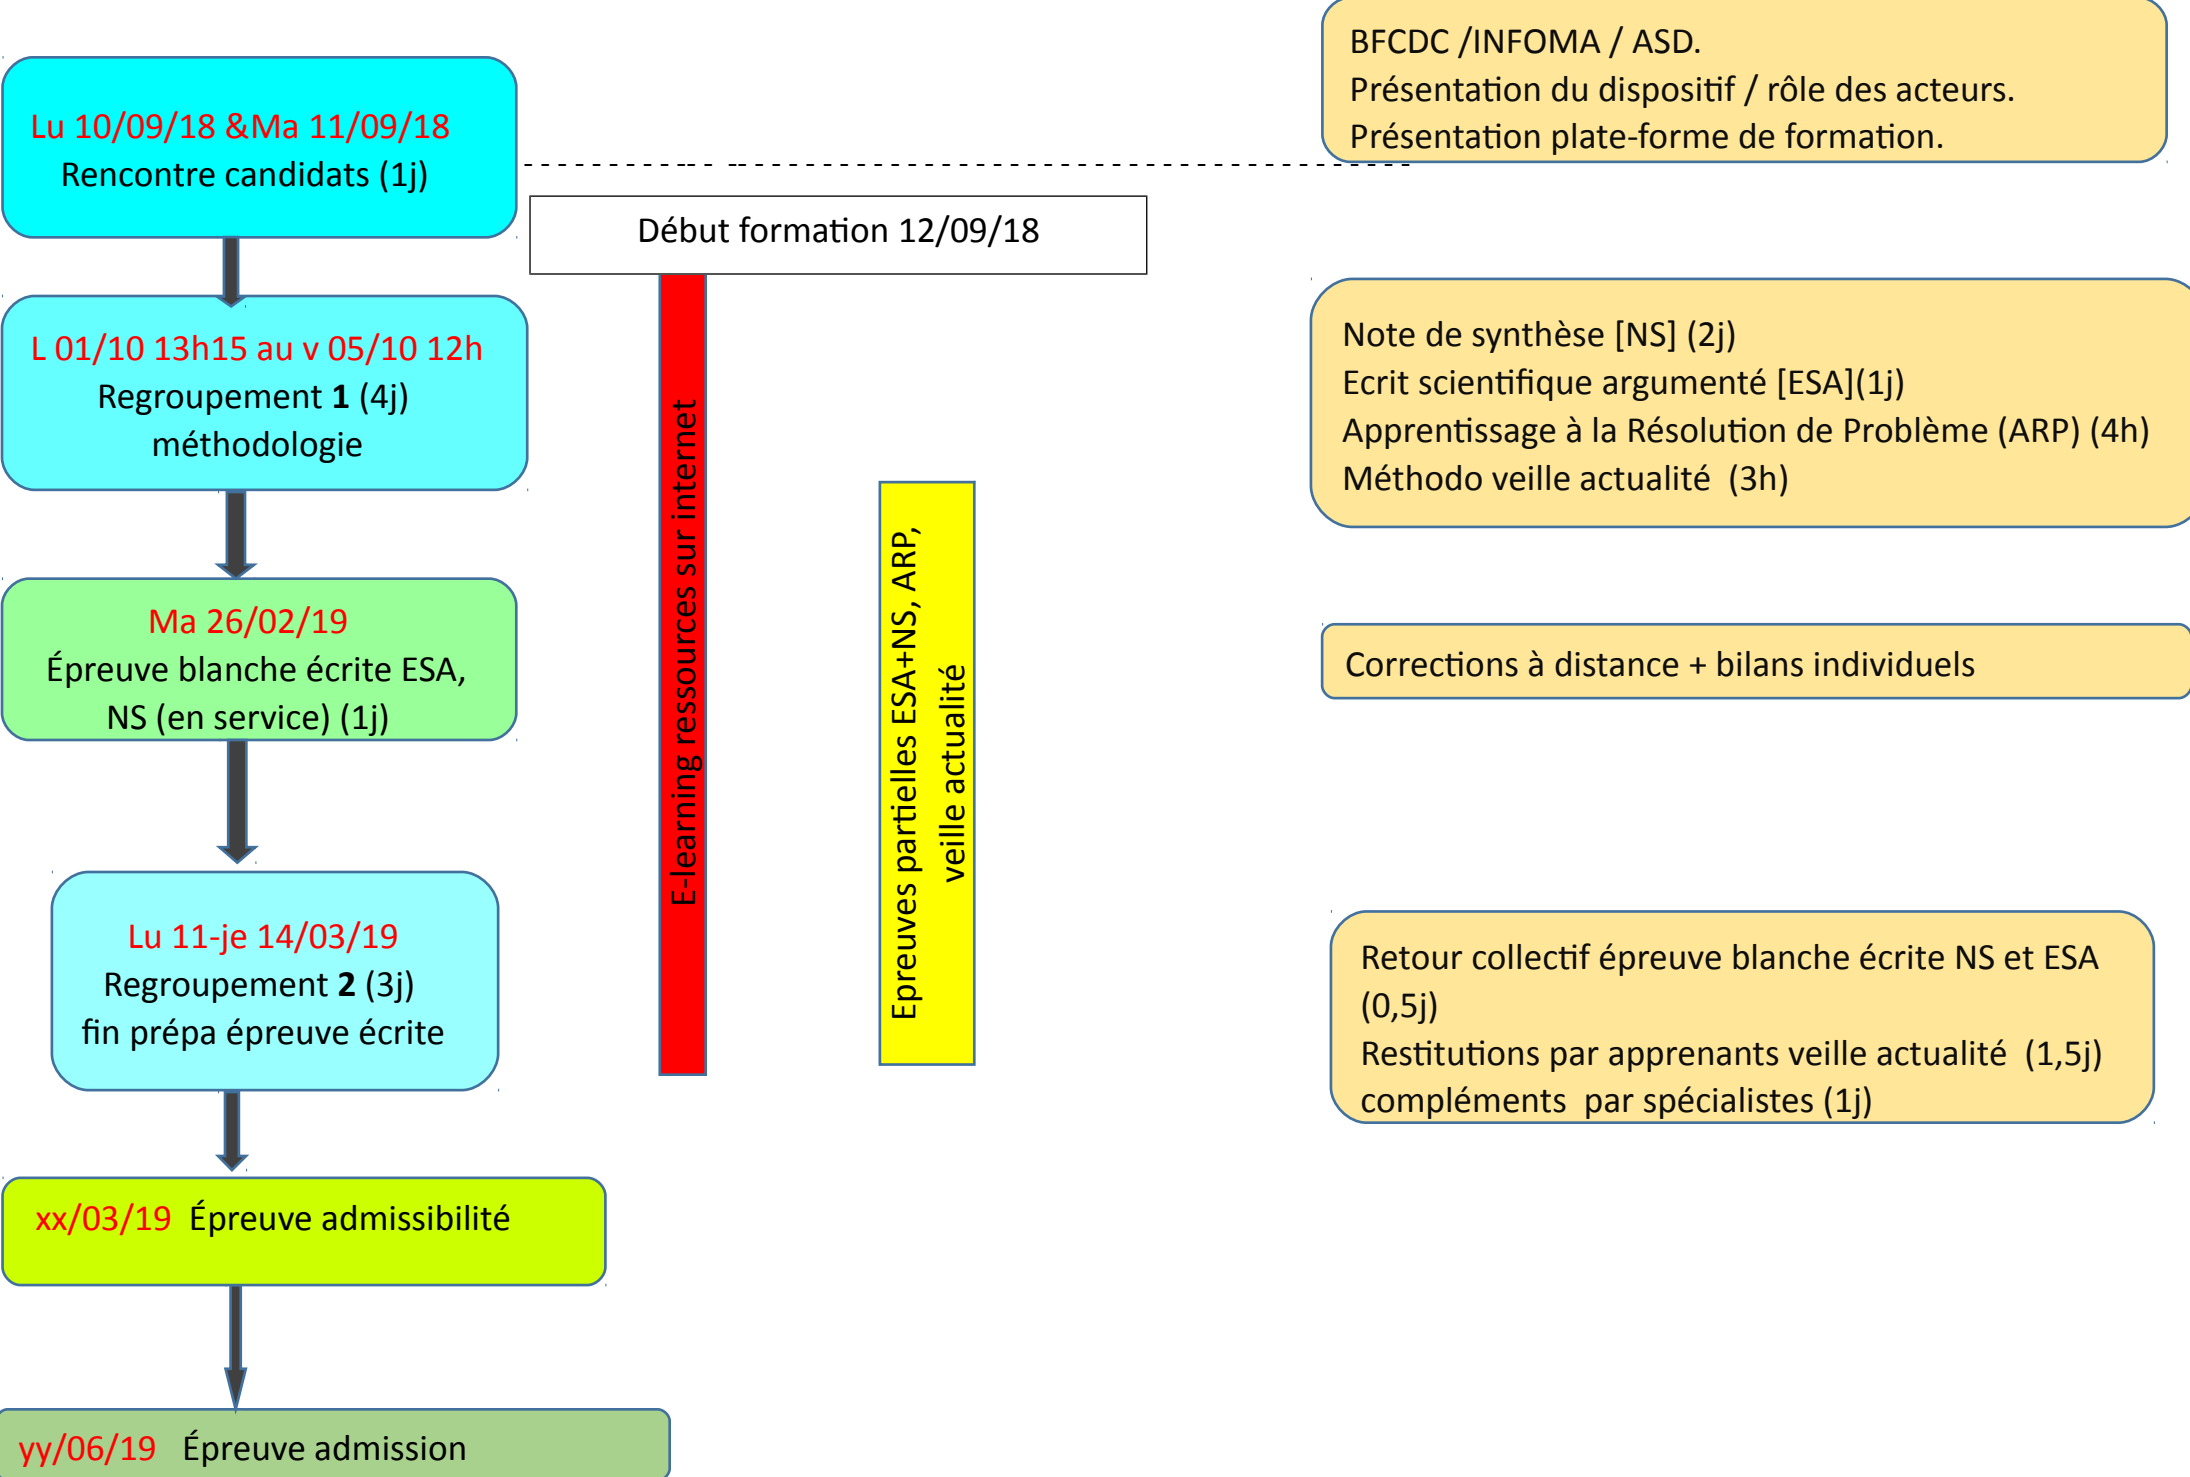 BFCDC /INFOMA / ASD.
Présentation du dispositif / rôle des acteurs.
Présentation plate-forme de formation.
Lu 10/09/18 &Ma 11/09/18
Rencontre candidats (1j)
Début formation 12/09/18
L 01/10 13h15 au v 05/10 12h
Regroupement 1 (4j)
méthodologie
Note de synthèse [NS] (2j)
Ecrit scientifique argumenté [ESA](1j)
Apprentissage à la Résolution de Problème (ARP) (4h)
Méthodo veille actualité (3h)
E-learning ressources sur internet
Epreuves partielles ESA+NS, ARP,
veille actualité
Ma 26/02/19
Épreuve blanche écrite ESA,
NS (en service) (1j)
Corrections à distance + bilans individuels
Lu 11-je 14/03/19
Regroupement 2 (3j)
fin prépa épreuve écrite
Retour collectif épreuve blanche écrite NS et ESA
(0,5j)
Restitutions par apprenants veille actualité (1,5j)
compléments par spécialistes (1j)
xx/03/19 Épreuve admissibilité
yy/06/19 Épreuve admission